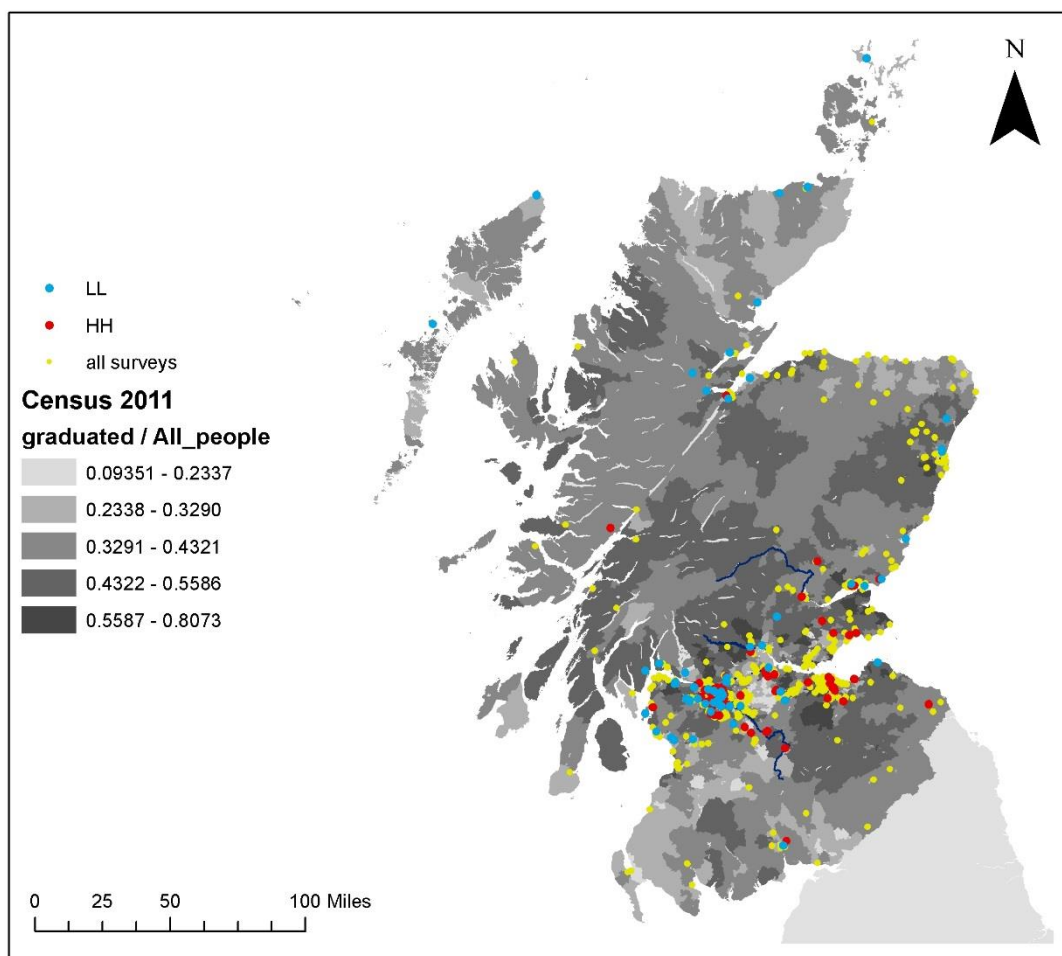 N
LL
HH
all surveys
Census 2011
graduated / All_people
0.09351 - 0.2337
0.2338 - 0.3290
0.3291 - 0.4321
0.4322 - 0.5586
0.5587 - 0.8073
0 25 50 100 Miles